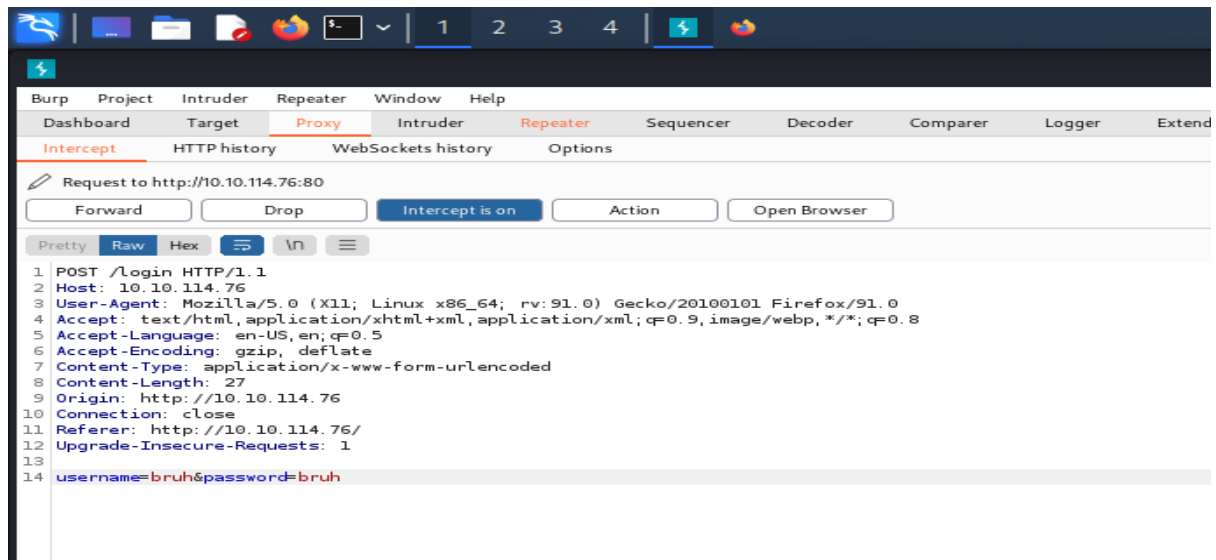 $_ 1 2 3 4
Burp Project Intruder Repeater Window Help
Dashboard Target Proxy Intruder Repeater Sequencer Decoder Comparer Logger Extend
Intercept HTTP history WebSockets history Options
Request to http://10.10.114.76:80
Forward Drop Intercept is on Action Open Browser
Pretty Raw Hex \n
1 POST /login HTTP/1.1
2 Host: 10.10.114.76
3 User-Agent: Mozilla/5.0 (X11; Linux x86_64; rv:91.0) Gecko/20100101 Firefox/91.0
4 Accept: text/html,application/xhtml+xml,application/xml;q=0.9,image/webp,*/*;q=0.8
5 Accept-Language: en-US,en;q=0.5
6 Accept-Encoding: gzip, deflate
7 Content-Type: application/x-www-form-urlencoded
8 Content-Length: 27
9 Origin: http://10.10.114.76
10 Connection: close
11 Referer: http://10.10.114.76/
12 Upgrade-Insecure-Requests: 1
13
14 username=bruh&password=bruh